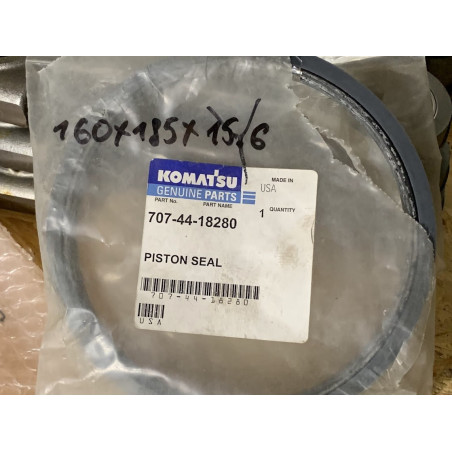 160x185x15.6
KOMATSU
GENUINE PARTS
MADE IN
USA
PART No. PART NAME
707-44-18280
1 QUANTITY
PISTON SEAL
707-44-18280
USA